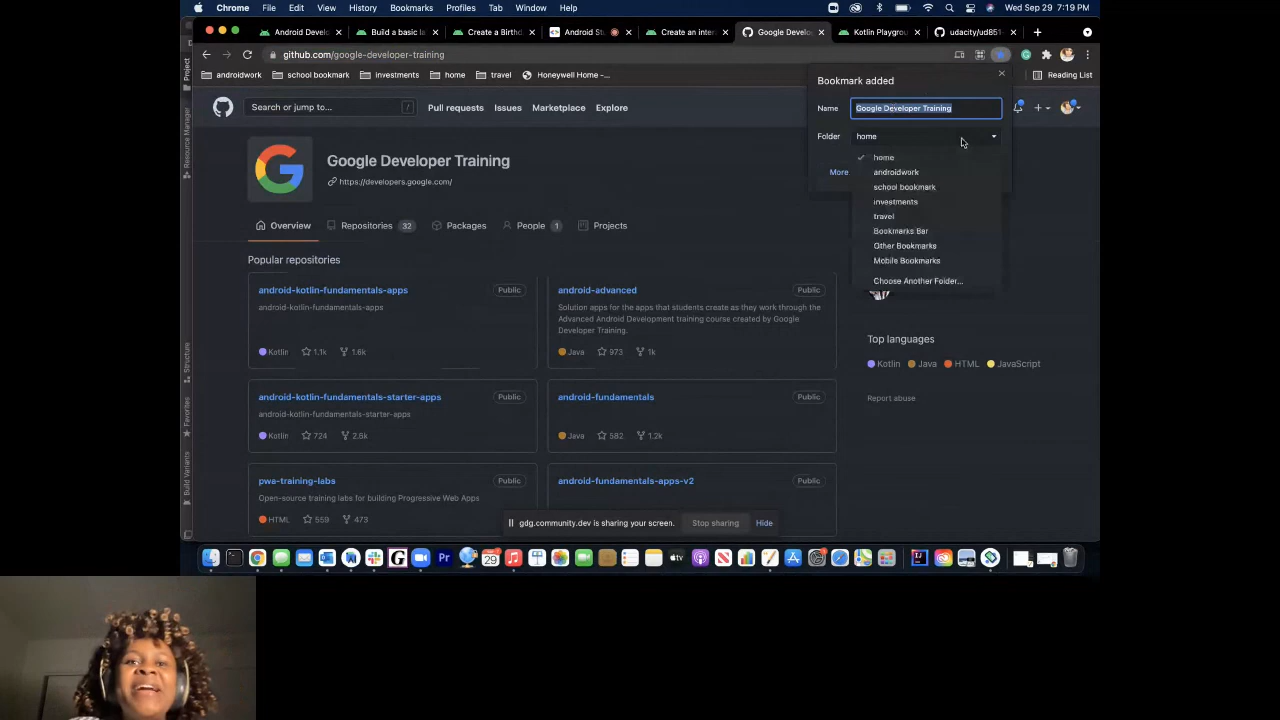 Chrome File Edit View History Bookmarks Profiles Tab Window Help Wed Sep 29 7:19 PM
Android Develo Build a basic la Create a Birthd Android St Create an inter Google Develo Kotlin Playgrou udacity/ud851-
github.com/google-developer-training
androidwork school bookmark investments home travel Honeywell Home -... Reading List
Bookmark added
Name Google Developer Training
Folder home
home
androidwork
school bookmark
investments
travel
Bookmarks Bar
Other Bookmarks
Mobile Bookmarks
Choose Another Folder...
More
Search or jump to... / Pull requests Issues Marketplace Explore
Google Developer Training
https://developers.google.com/
Overview Repositories 32 Packages People 1 Projects
Popular repositories
android-kotlin-fundamentals-apps Public
android-kotlin-fundamentals-apps
Kotlin 1.1k 1.6k
android-advanced Public
Solution apps for the apps that students create as they work through the
Advanced Android Development training course created by Google
Developer Training.
Java 973 1k
android-kotlin-fundamentals-starter-apps Public
android-kotlin-fundamentals-starter-apps
Kotlin 724 2.6k
android-fundamentals Public
Java 582 1.2k
pwa-training-labs Public
Open-source training labs for building Progressive Web Apps
HTML 559 473
android-fundamentals-apps-v2 Public
Top languages
Kotlin Java HTML JavaScript
Report abuse
gdg.community.dev is sharing your screen. Stop sharing Hide
Project
Resource Manager
Structure
Favorites
Build Variants